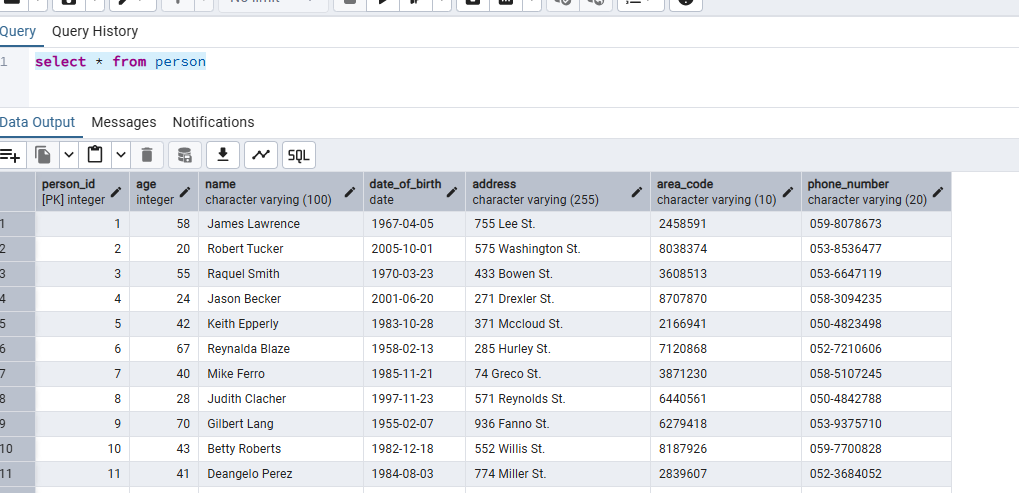 No limit
Query Query History
1 select * from person
Data Output Messages Notifications
SQL
person_id age name date_of_birth address area_code phone_number
[PK] integer integer character varying (100) date character varying (255) character varying (10) character varying (20)
1 1 58 James Lawrence 1967-04-05 755 Lee St. 2458591 059-8078673
2 2 20 Robert Tucker 2005-10-01 575 Washington St. 8038374 053-8536477
3 3 55 Raquel Smith 1970-03-23 433 Bowen St. 3608513 053-6647119
4 4 24 Jason Becker 2001-06-20 271 Drexler St. 8707870 058-3094235
5 5 42 Keith Epperly 1983-10-28 371 Mccloud St. 2166941 050-4823498
6 6 67 Reynalda Blaze 1958-02-13 285 Hurley St. 7120868 052-7210606
7 7 40 Mike Ferro 1985-11-21 74 Greco St. 3871230 058-5107245
8 8 28 Judith Clacher 1997-11-23 571 Reynolds St. 6440561 050-4842788
9 9 70 Gilbert Lang 1955-02-07 936 Fanno St. 6279418 053-9375710
10 10 43 Betty Roberts 1982-12-18 552 Willis St. 8187926 059-7700828
11 11 41 Deangelo Perez 1984-08-03 774 Miller St. 2839607 052-3684052